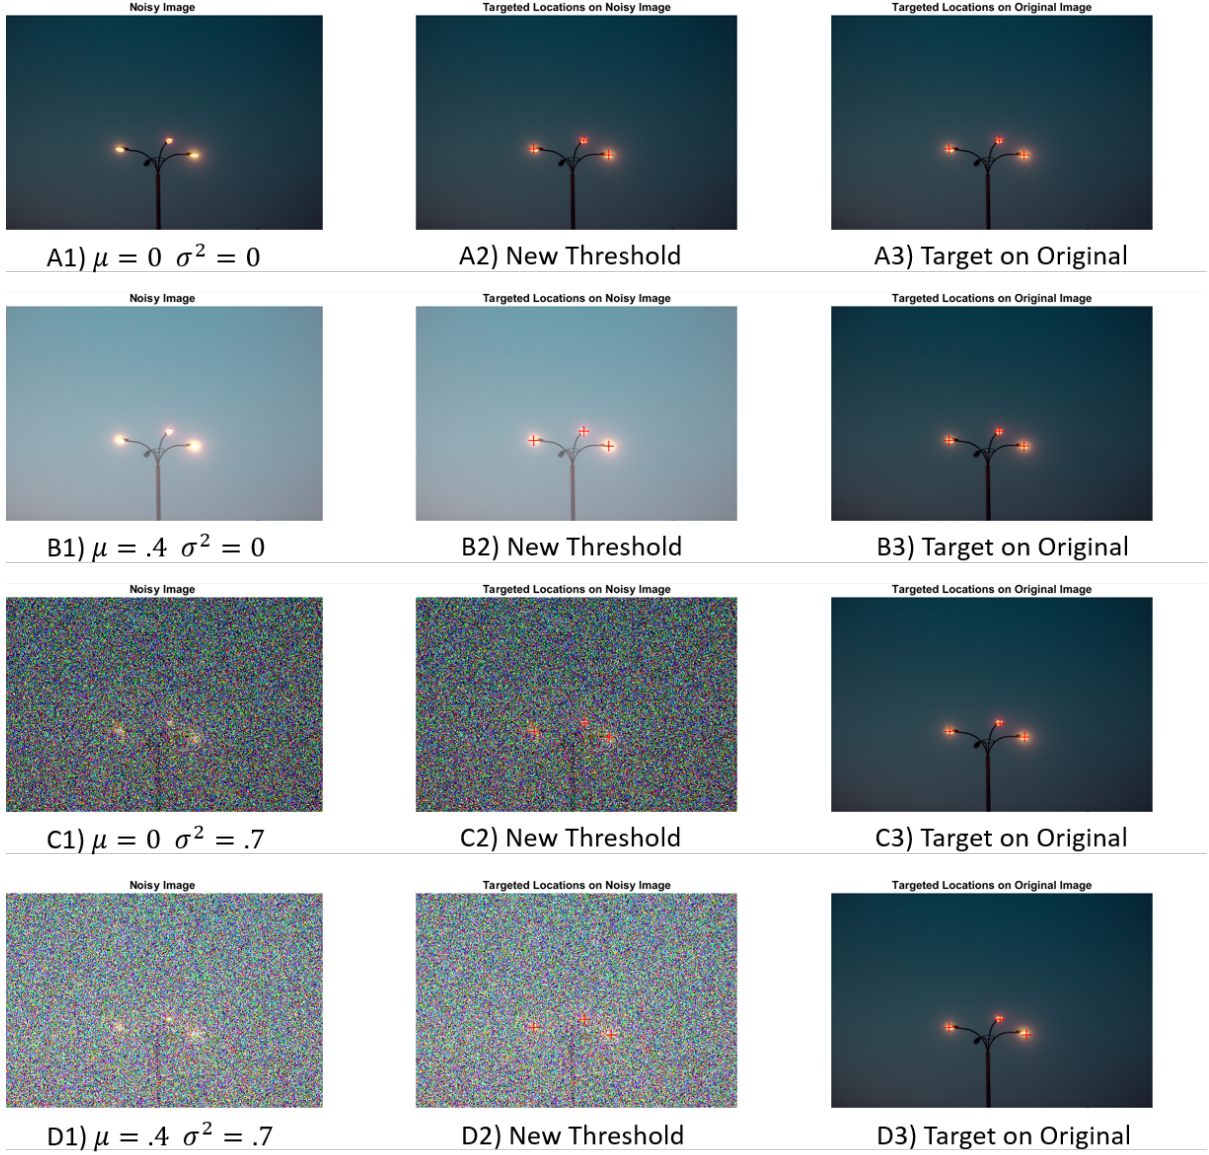 Noisy Image
Targeted Locations on Noisy Image
Targeted Locations on Original Image
A1) μ = 0 σ² = 0
A2) New Threshold
A3) Target on Original
Noisy Image
Targeted Locations on Noisy Image
Targeted Locations on Original Image
B1) μ = .4 σ² = 0
B2) New Threshold
B3) Target on Original
Noisy Image
Targeted Locations on Noisy Image
Targeted Locations on Original Image
C1) μ = 0 σ² = .7
C2) New Threshold
C3) Target on Original
Noisy Image
Targeted Locations on Noisy Image
Targeted Locations on Original Image
D1) μ = .4 σ² = .7
D2) New Threshold
D3) Target on Original